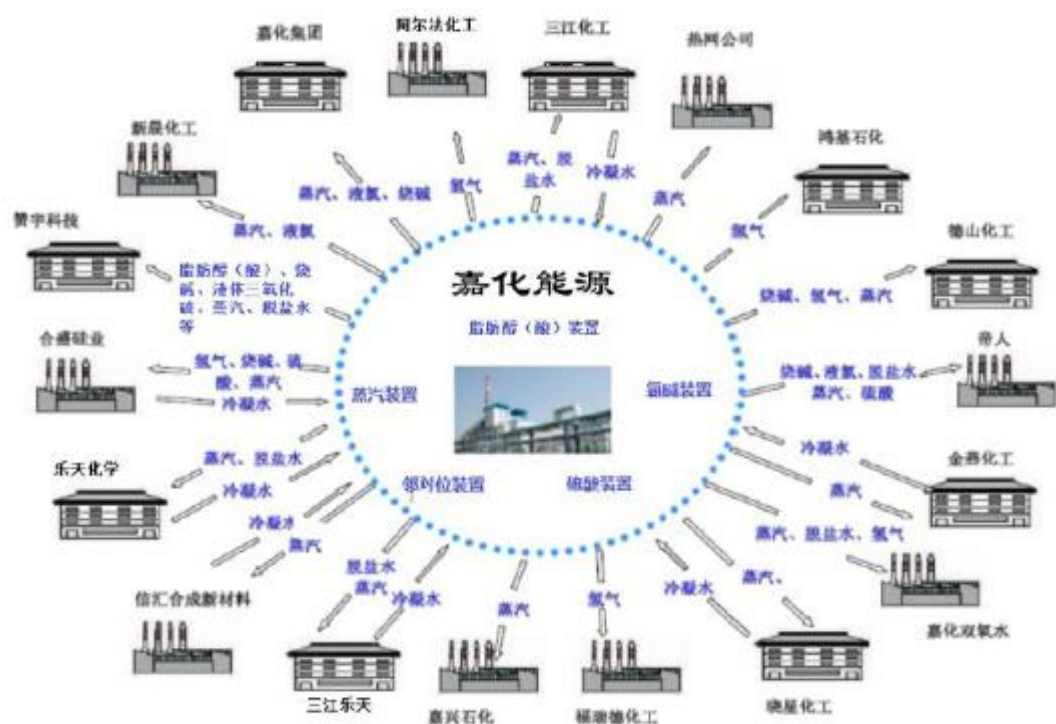 嘉化集团
阿尔法化工
三江化工
热网公司
新晨化工
鸿基石化
赞宇科技
德山化工
合盛硅业
帝人
乐天化学
金燕化工
信汇合成新材料
嘉化双氧水
三江乐天
嘉兴石化
福瑞德化工
晓星化工
蒸汽、液氯、烧碱
氢气
蒸汽、脱
盐水
冷凝水
蒸汽
氢气
蒸汽、液氯
脂肪醇（酸）、烧
碱、液体三氧化
硫、蒸汽、脱盐水
等
烧碱、氢气、蒸汽
氢气、烧碱、硫
酸、蒸汽
冷凝水
烧碱、液氯、脱盐水
蒸汽、硫酸
蒸汽、脱盐水
冷凝水
冷凝水
蒸汽
冷凝水
蒸汽
蒸汽、脱盐水、氢气
脱盐水
蒸汽
冷凝水
蒸汽
氢气
冷凝水
蒸汽、
嘉化能源
脂肪醇（酸）装置
蒸汽装置
氯碱装置
邻对位装置
硫酸装置